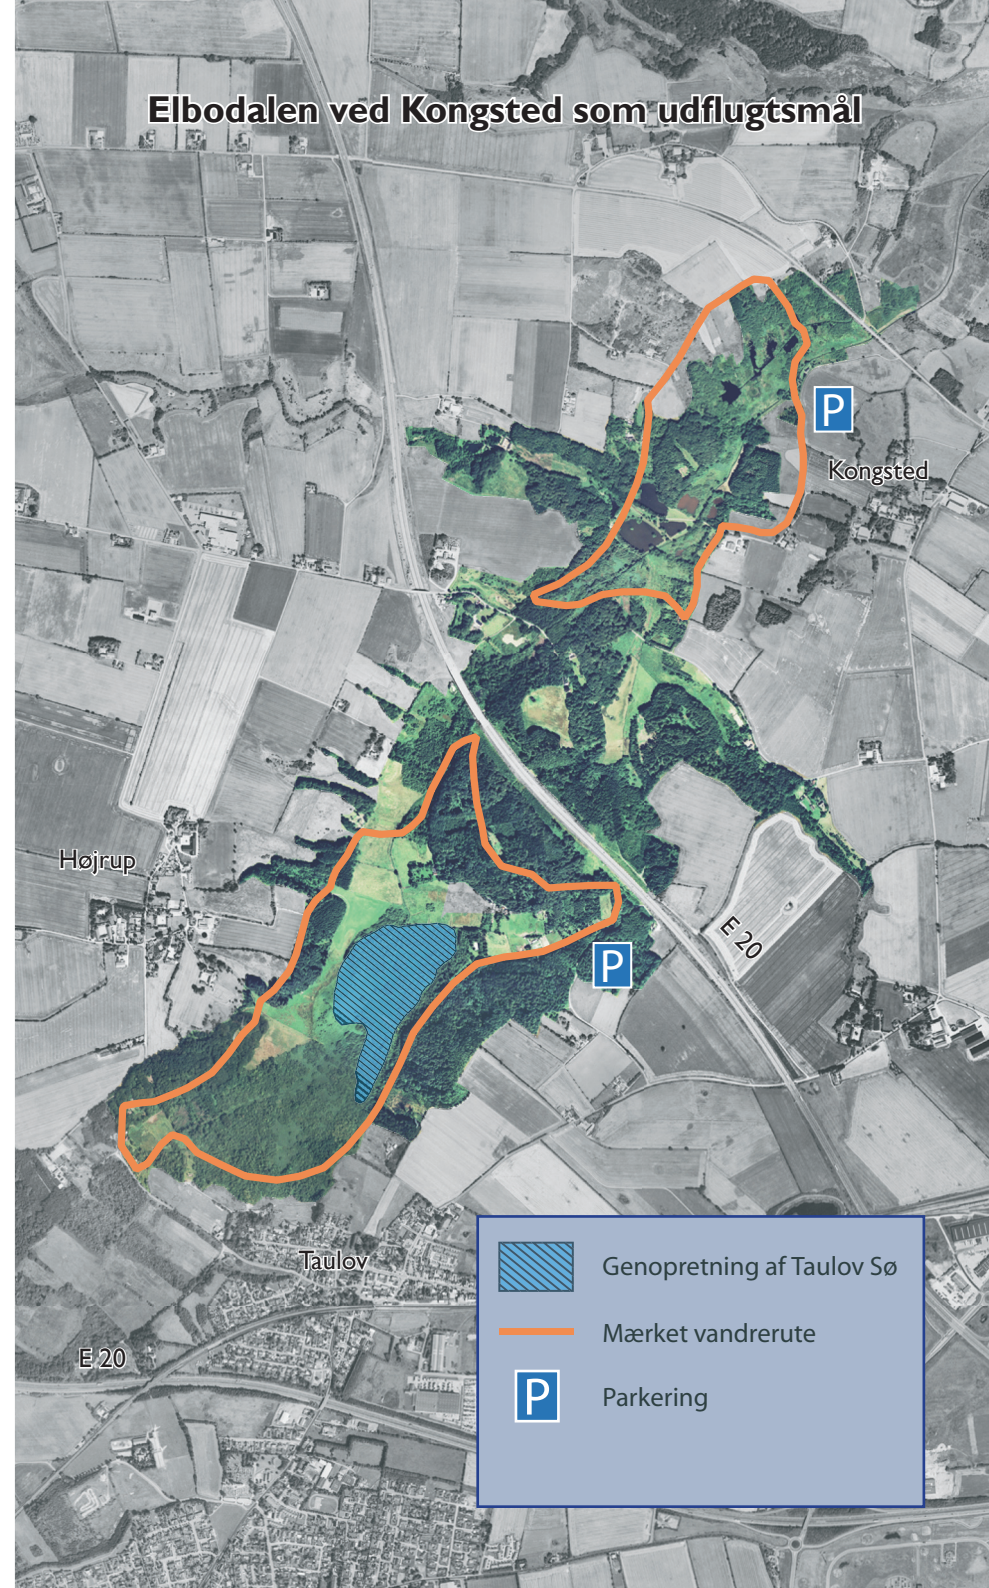 Elbodalen ved Kongsted som udflugtsmål
P
Kongsted
Højrup
E 20
P
Taulov
E 20
Genopretning af Taulov Sø
Mærket vandrerute
P
Parkering